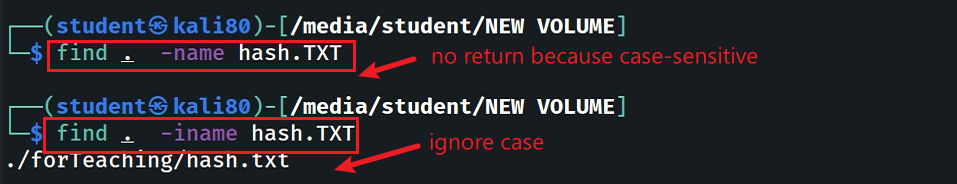 ┌──(student㉿kali80)-[/media/student/NEW VOLUME]
└─$ find . -name hash.TXT
no return because case-sensitive
┌──(student㉿kali80)-[/media/student/NEW VOLUME]
└─$ find . -iname hash.TXT
ignore case
./forTeaching/hash.txt